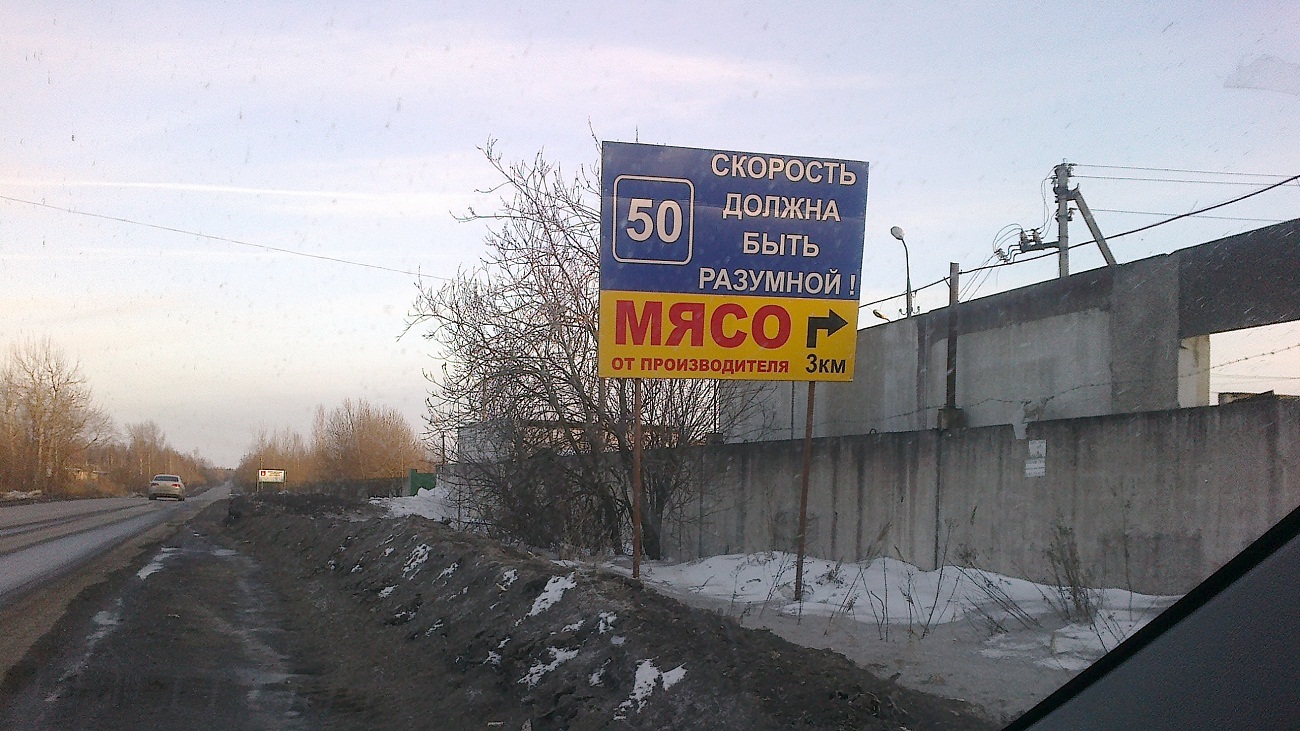 50
СКОРОСТЬ
ДОЛЖНА
БЫТЬ
РАЗУМНОЙ !
МЯСО
ОТ ПРОИЗВОДИТЕЛЯ
3км